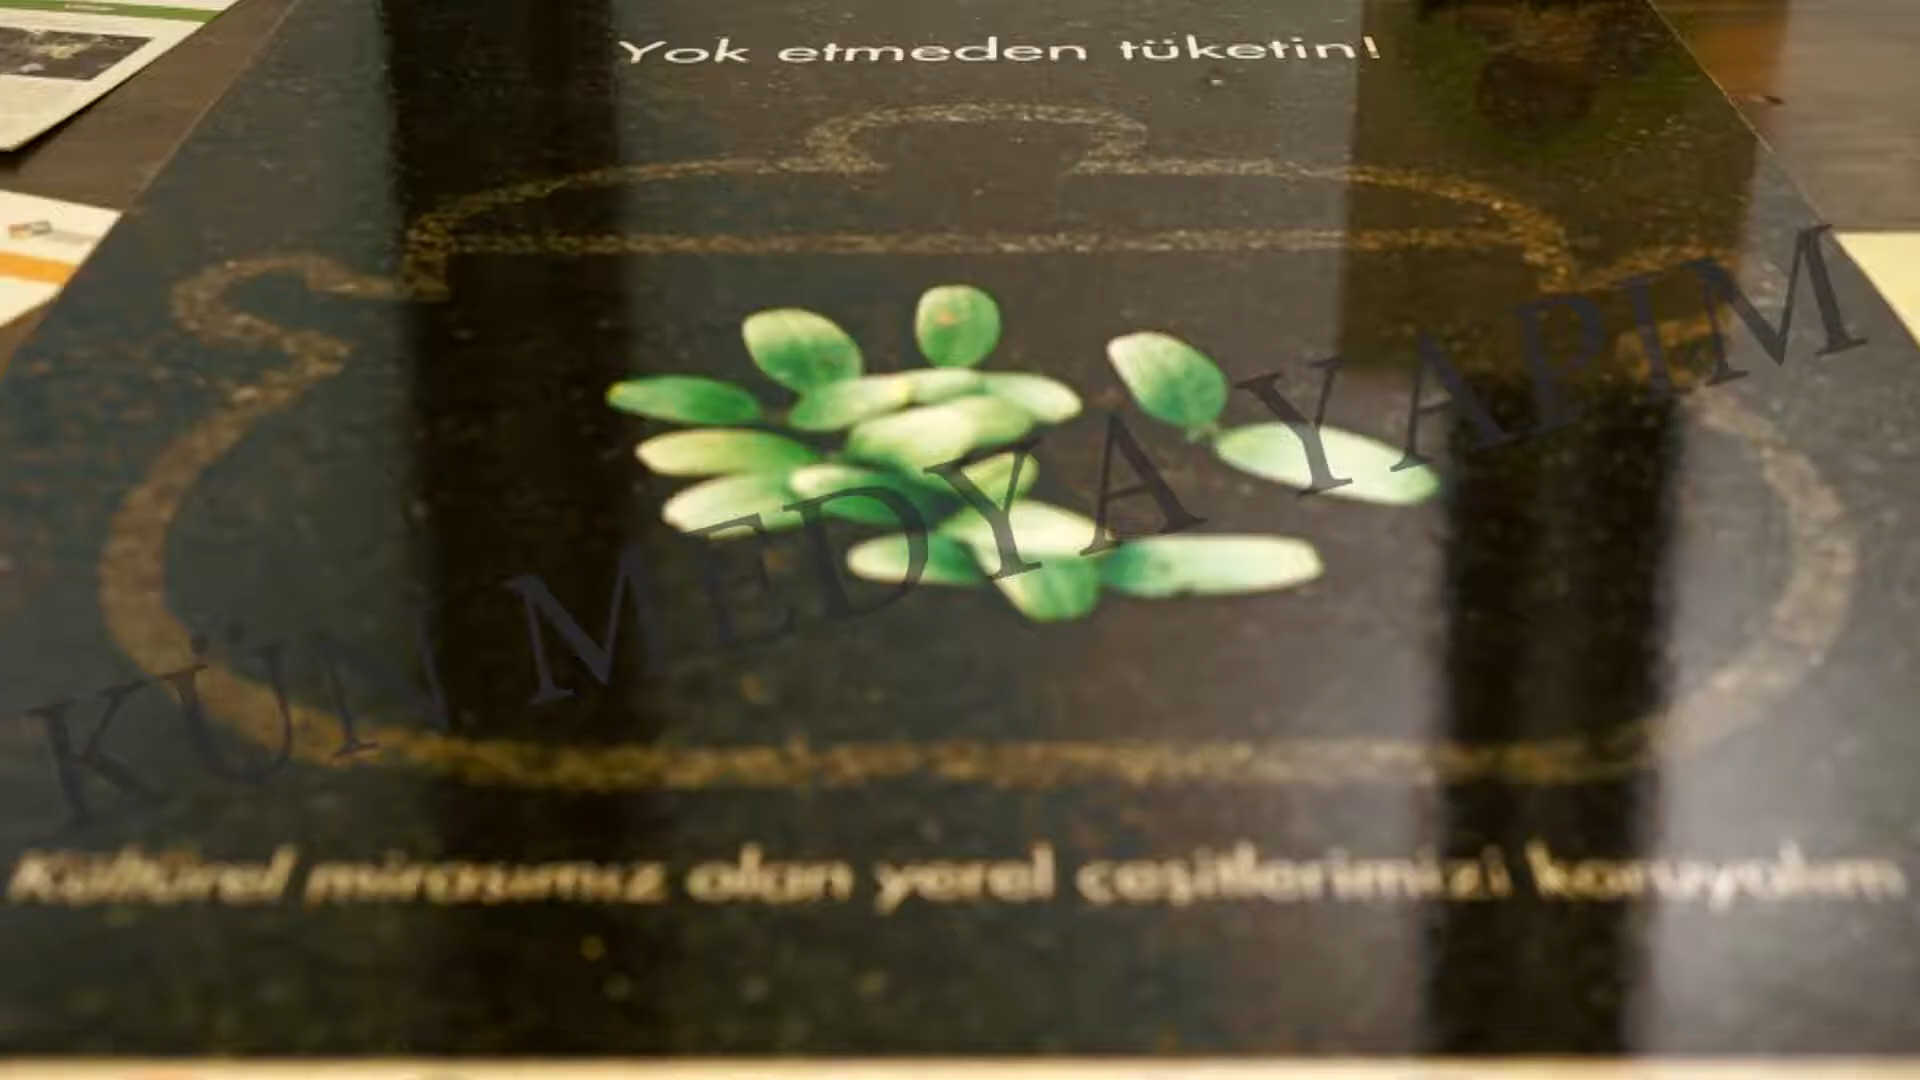 Yok etmeden tüketin!
KÜN MEDYA YAPIM
Kültürel mirasımız olan yerel çeşitlerimizi koruyalım